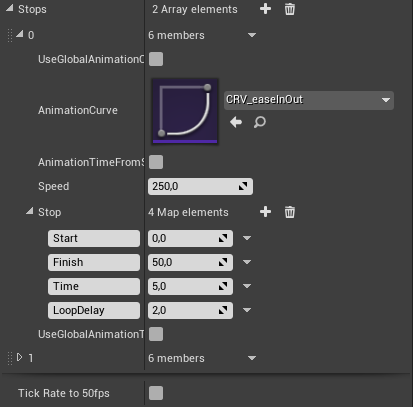 Stops 2 Array elements
0 6 members
UseGlobalAnimationC
AnimationCurve CRV_easeInOut
AnimationTimeFromS
Speed 250,0
Stop 4 Map elements
Start 0,0
Finish 50,0
Time 5,0
LoopDelay 2,0
UseGlobalAnimationT
1 6 members
Tick Rate to 50fps